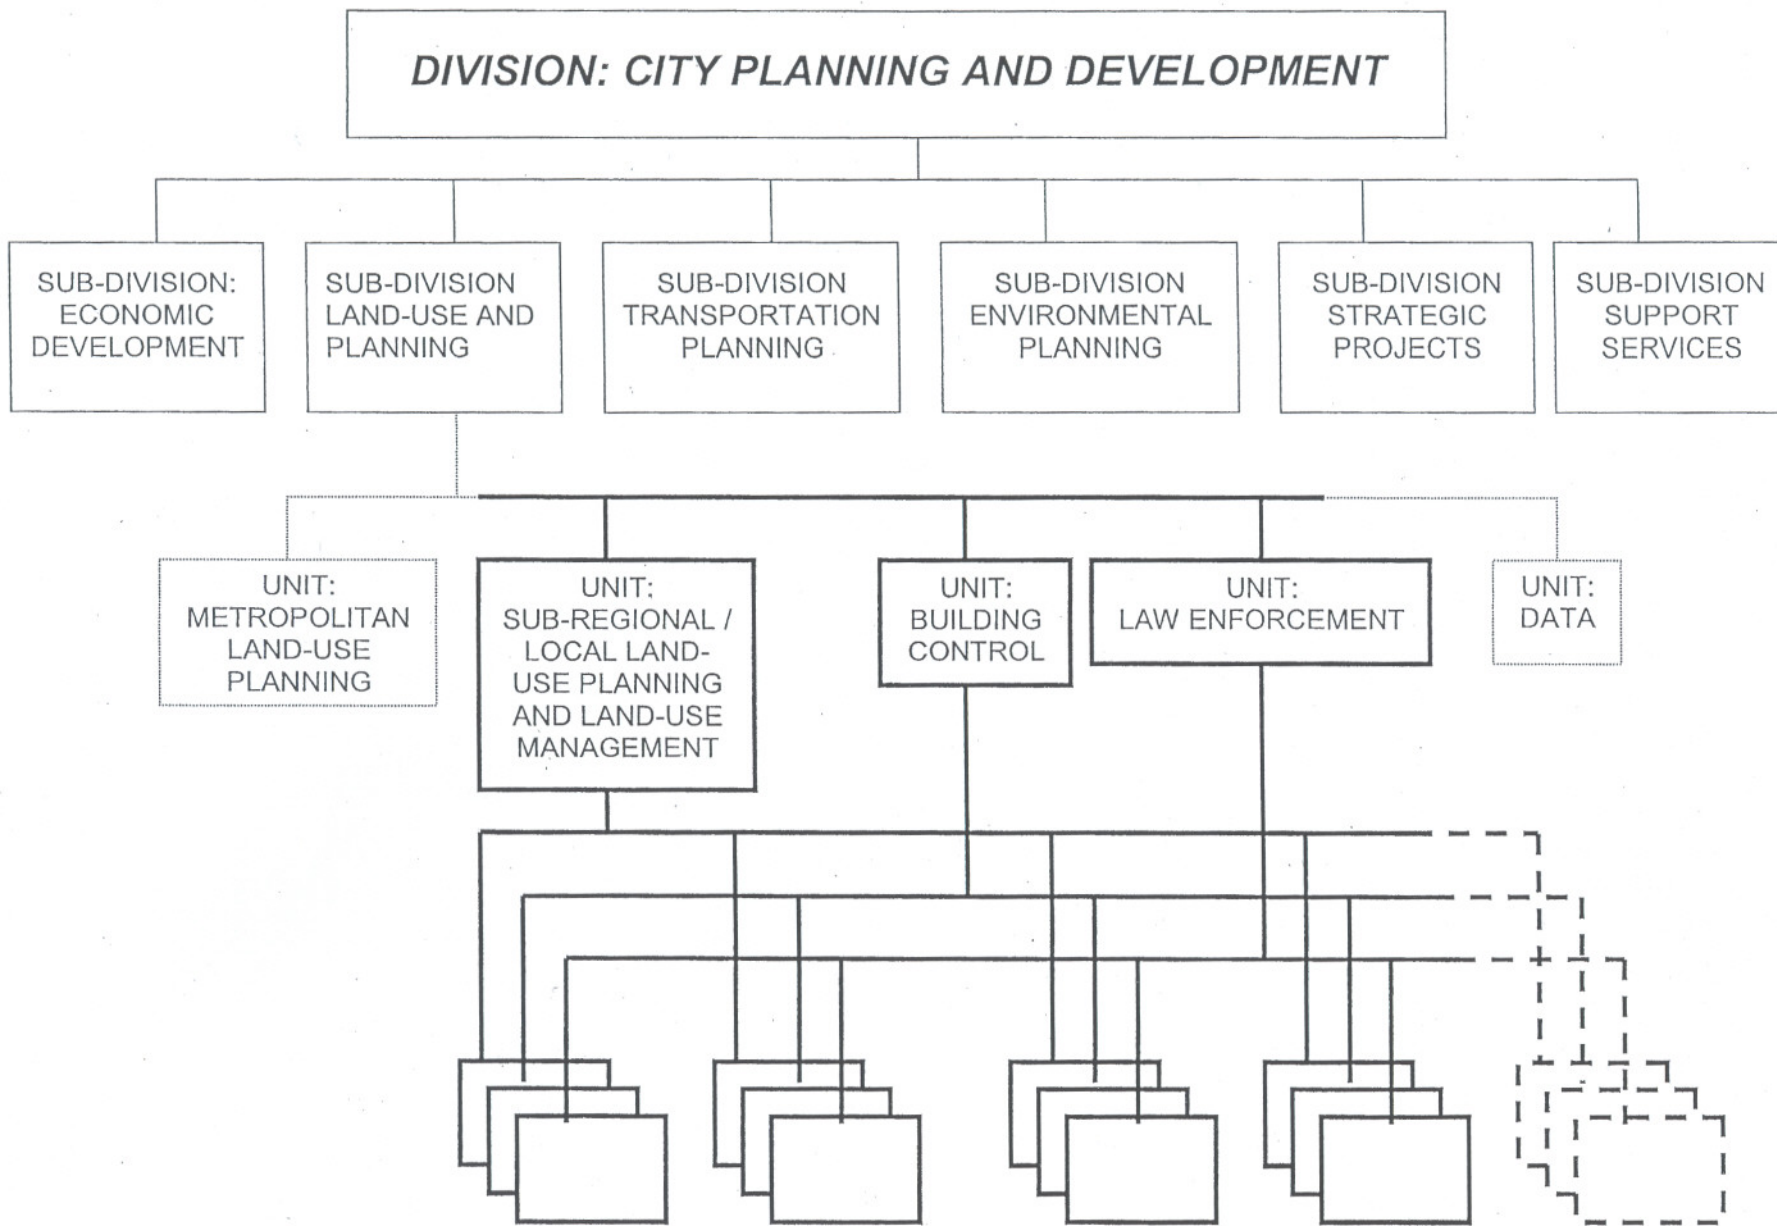 DIVISION: CITY PLANNING AND DEVELOPMENT
SUB-DIVISION:
ECONOMIC
DEVELOPMENT
SUB-DIVISION
LAND-USE AND
PLANNING
SUB-DIVISION
TRANSPORTATION
PLANNING
SUB-DIVISION
ENVIRONMENTAL
PLANNING
SUB-DIVISION
STRATEGIC
PROJECTS
SUB-DIVISION
SUPPORT
SERVICES
UNIT:
METROPOLITAN
LAND-USE
PLANNING
UNIT:
SUB-REGIONAL /
LOCAL LAND-
USE PLANNING
AND LAND-USE
MANAGEMENT
UNIT:
BUILDING
CONTROL
UNIT:
LAW ENFORCEMENT
UNIT:
DATA